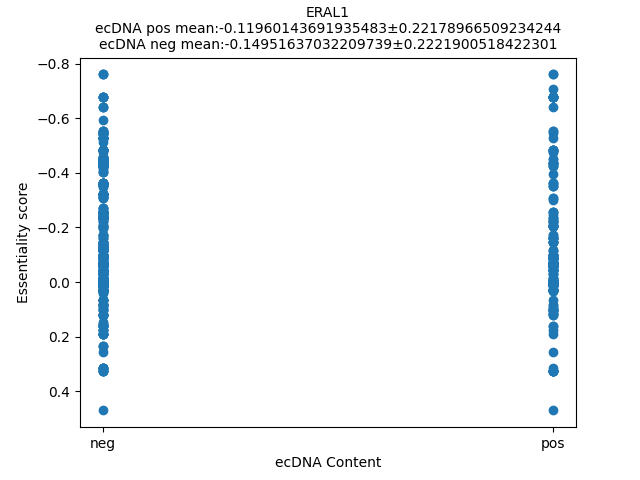 ERAL1
ecDNA pos mean:-0.11960143691935483±0.22178966509234244
ecDNA neg mean:-0.14951637032209739±0.2221900518422301
−0.8
−0.6
−0.4
−0.2
0.0
0.2
0.4
Essentiality score
neg
pos
ecDNA Content